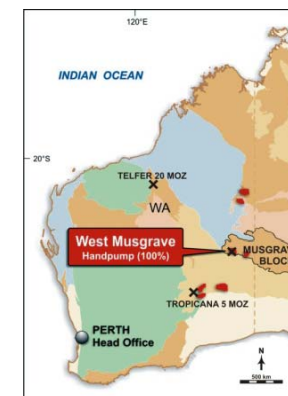 120°E
INDIAN OCEAN
20°S
TELFER 20 MOZ
WA
West Musgrave
Handpump (100%)
MUSGRAV
BLOC
TROPICANA 5 MOZ
PERTH
Head Office
N
500 km